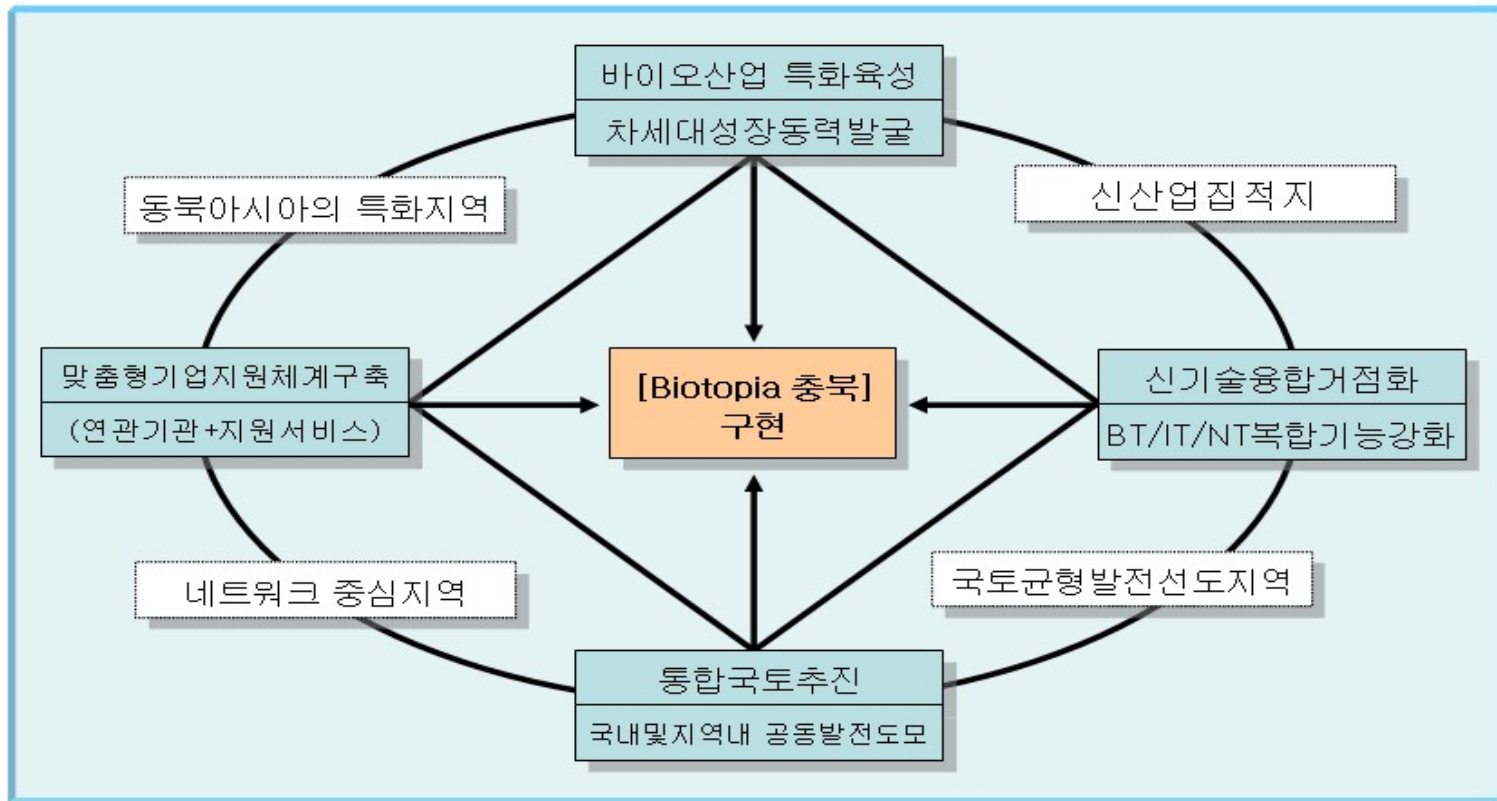 바이오산업 특화육성
차세대성장동력발굴
동북아시아의 특화지역
신산업집적지
맞춤형기업지원체계구축
(연관기관+지원서비스)
[Biotopia 충북]
구현
신기술융합거점화
BT/IT/NT복합기능강화
네트워크 중심지역
국토균형발전선도지역
통합국토추진
국내및지역내 공동발전도모